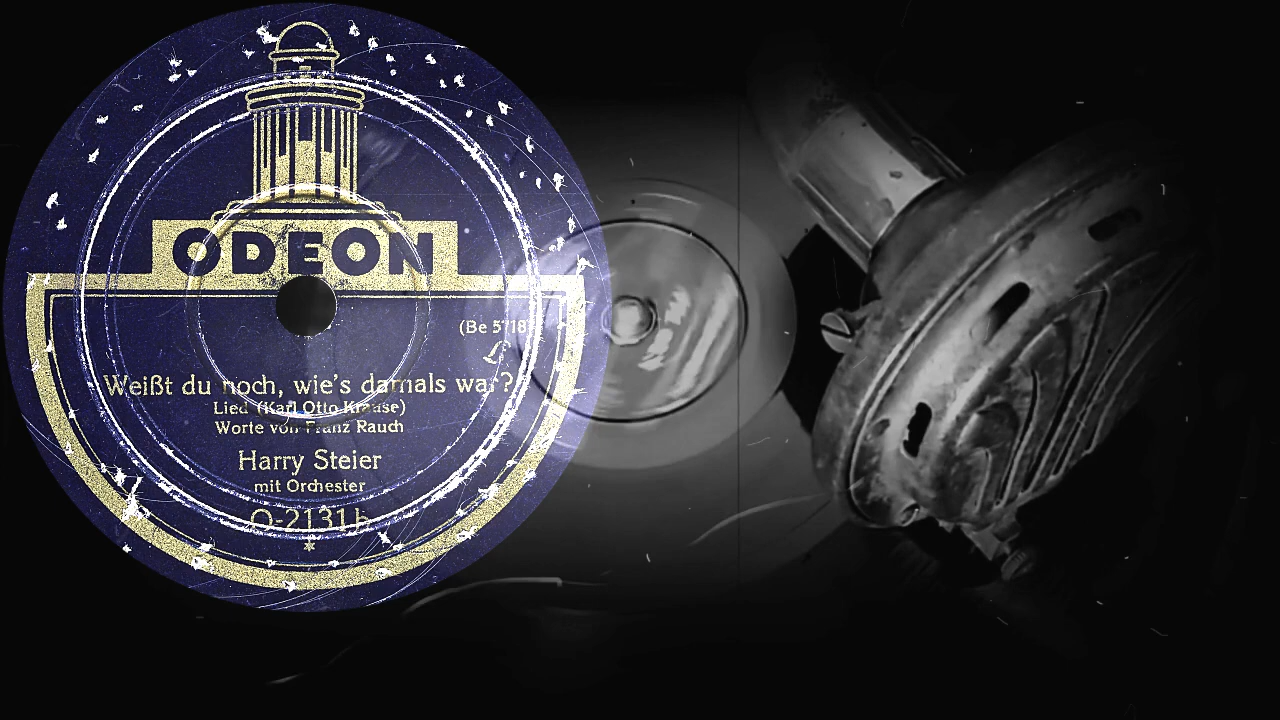 ODEON
(Be 5718
Weißt du noch, wie's damals war?
Lied (Karl Otto Krause)
Worte von Franz Rauch
Harry Steier
mit Orchester
O-2131b